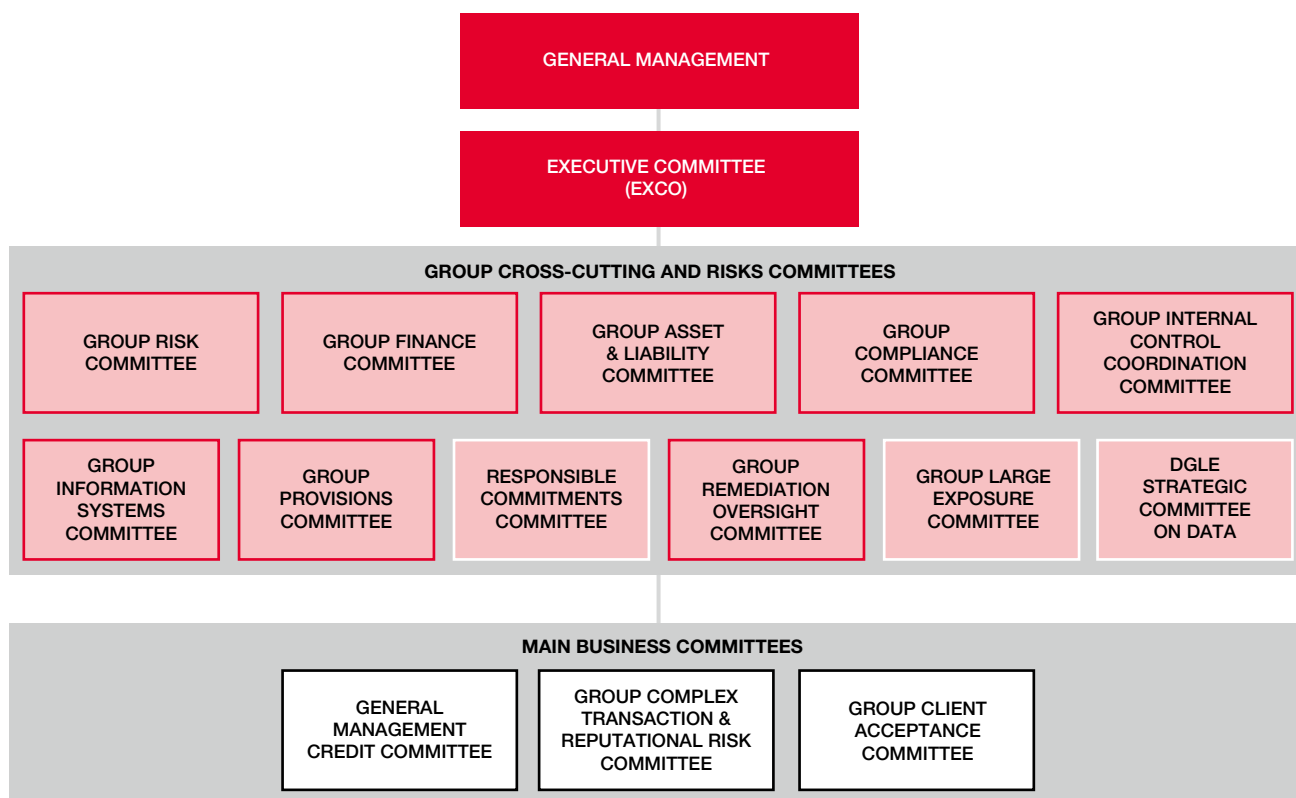 GENERAL MANAGEMENT
EXECUTIVE COMMITTEE
(EXCO)
GROUP CROSS-CUTTING AND RISKS COMMITTEES
GROUP RISK
COMMITTEE
GROUP FINANCE
COMMITTEE
GROUP ASSET
& LIABILITY
COMMITTEE
GROUP
COMPLIANCE
COMMITTEE
GROUP INTERNAL
CONTROL
COORDINATION
COMMITTEE
GROUP
INFORMATION
SYSTEMS
COMMITTEE
GROUP
PROVISIONS
COMMITTEE
RESPONSIBLE
COMMITMENTS
COMMITTEE
GROUP
REMEDIATION
OVERSIGHT
COMMITTEE
GROUP LARGE
EXPOSURE
COMMITTEE
DGLE
STRATEGIC
COMMITTEE
ON DATA
MAIN BUSINESS COMMITTEES
GENERAL
MANAGEMENT
CREDIT COMMITTEE
GROUP COMPLEX
TRANSACTION &
REPUTATIONAL RISK
COMMITTEE
GROUP CLIENT
ACCEPTANCE
COMMITTEE